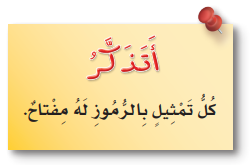 أَتَذَكَّرُ
كُلُّ تَمْثِيلٍ بِالرُّمُوزِ لَهُ مِفْتَاحٌ.